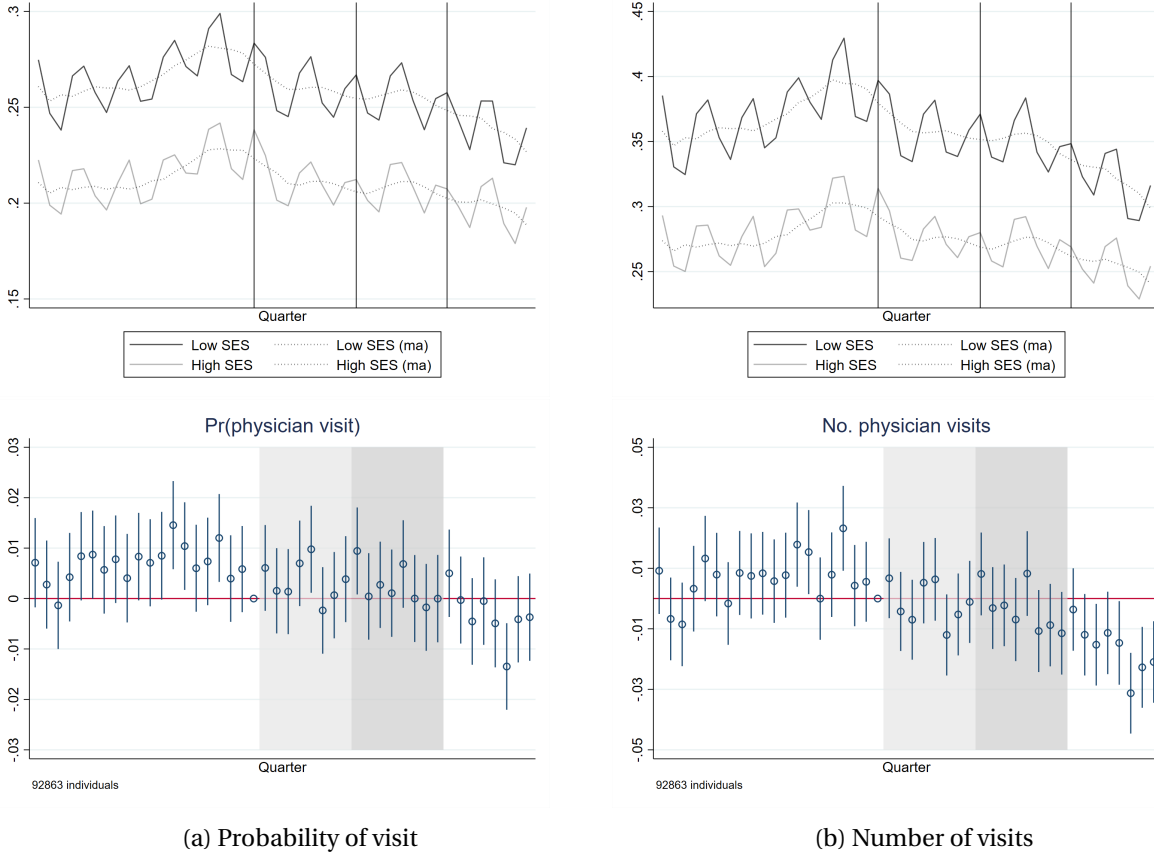 .3
.25
.2
.15
Quarter
Low SES
Low SES (ma)
High SES
High SES (ma)
.45
.4
.35
.3
.25
Quarter
Low SES
Low SES (ma)
High SES
High SES (ma)
Pr(physician visit)
.03
.02
.01
0
-.01
-.02
-.03
Quarter
92863 individuals
No. physician visits
.05
.03
.01
-.01
-.03
-.05
Quarter
92863 individuals
(a) Probability of visit
(b) Number of visits